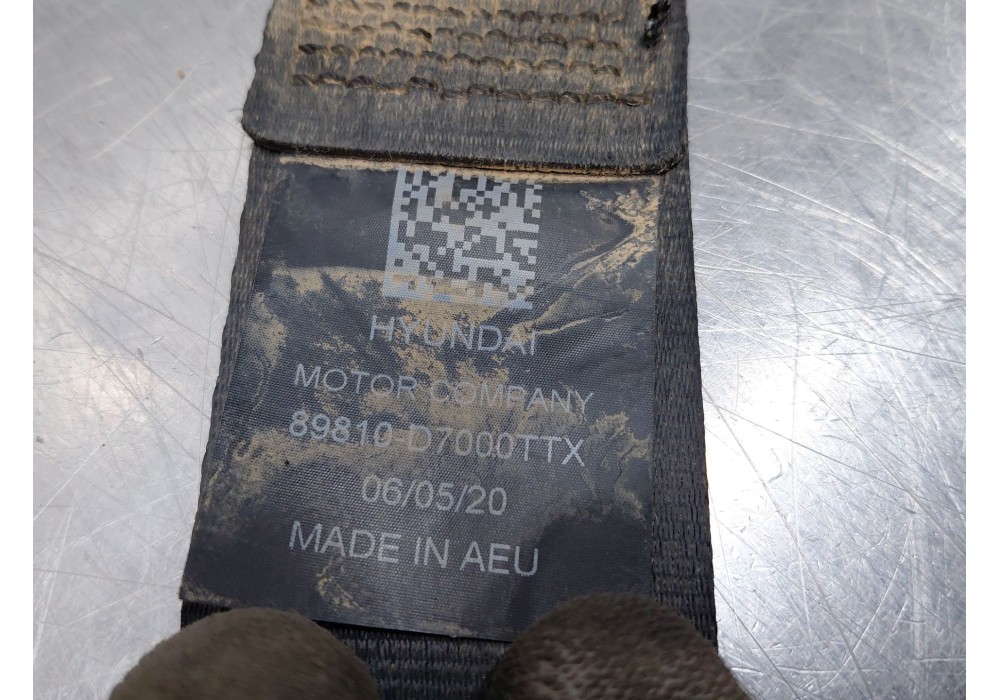 HYUNDAI
MOTOR COMPANY
89810-D7000TTX
06/05/20
MADE IN AEU